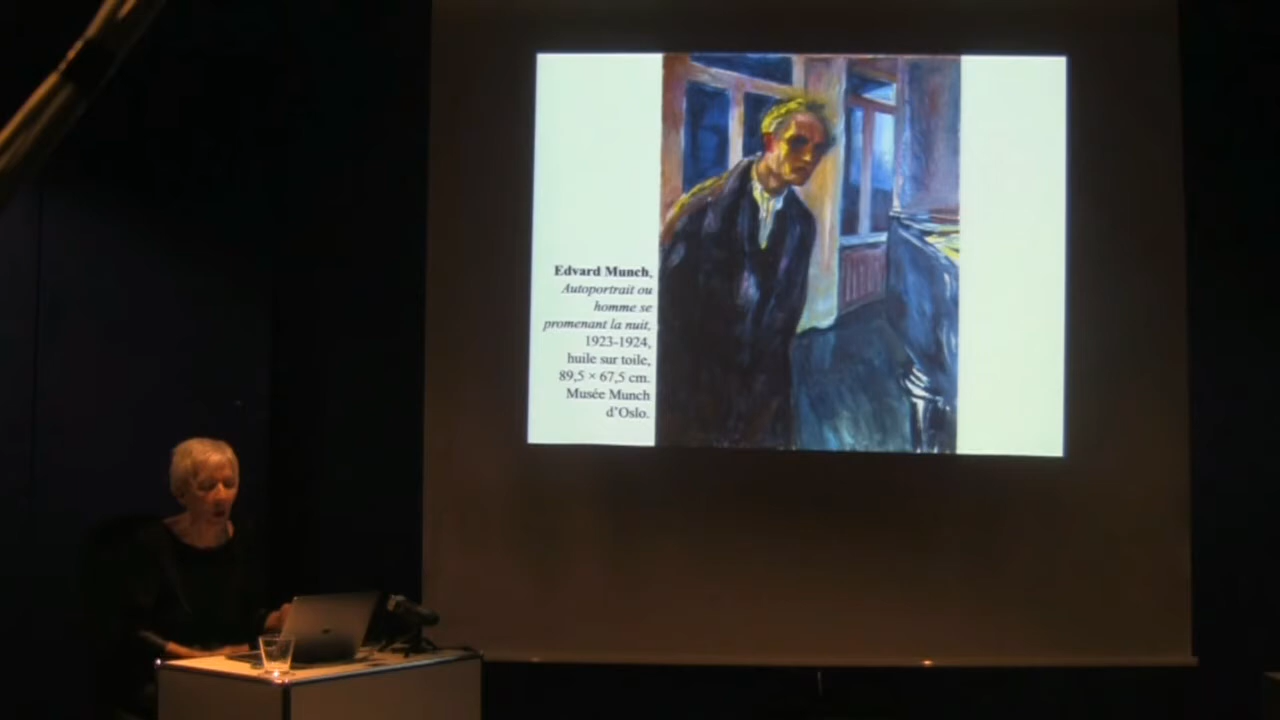 Edvard Munch,
Autoportrait ou
homme se
promenant la nuit,
1923-1924,
huile sur toile,
89,5 × 67,5 cm.
Musée Munch
d'Oslo.